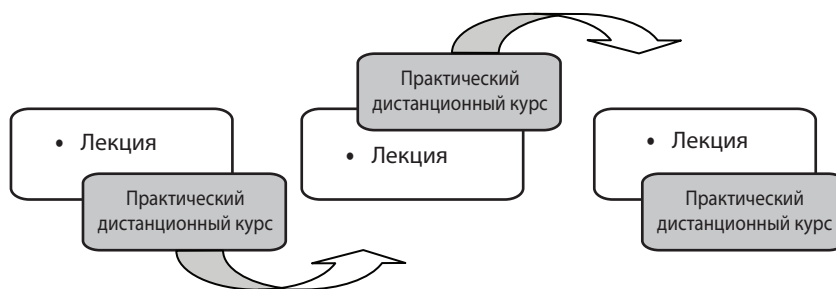 • Лекция
Практический
дистанционный курс
Практический
дистанционный курс
• Лекция
• Лекция
Практический
дистанционный курс